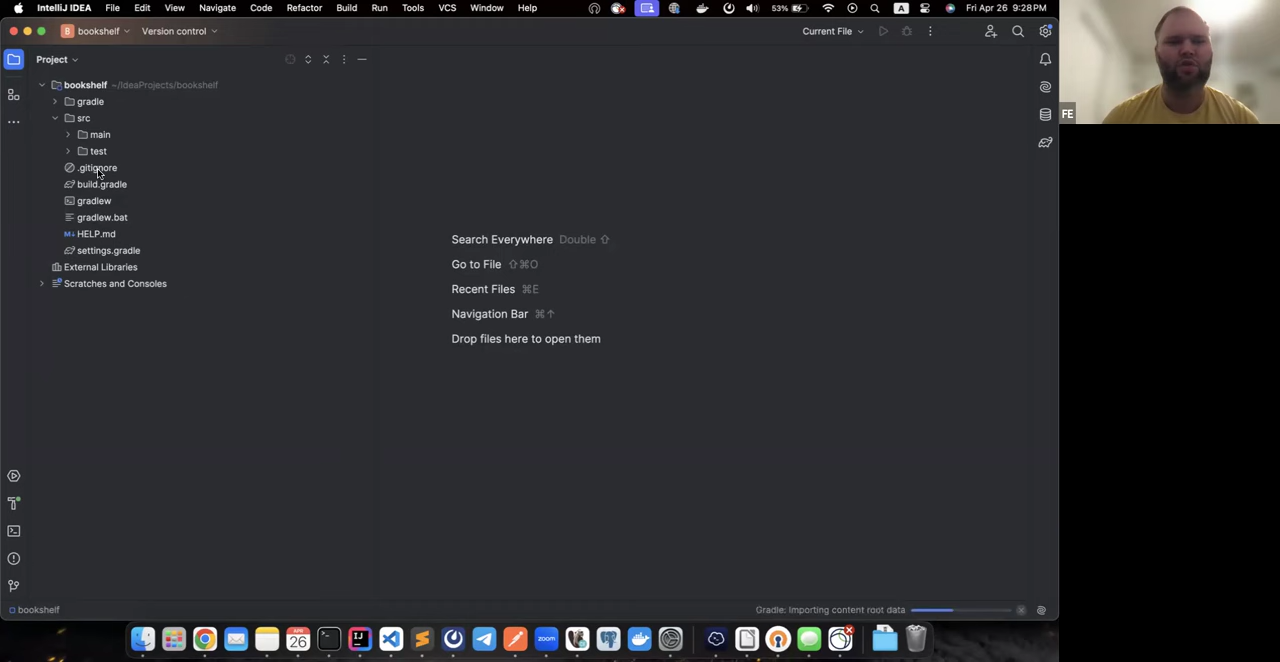 IntelliJ IDEA File Edit View Navigate Code Refactor Build Run Tools VCS Window Help 53% A Fri Apr 26 9:28 PM
B bookshelf Version control Current File
Project
bookshelf ~/IdeaProjects/bookshelf
gradle
src
main
test
.gitignore
build.gradle
gradlew
gradlew.bat
HELP.md
settings.gradle
External Libraries
Scratches and Consoles
Search Everywhere Double ⇧
Go to File ⇧⌘O
Recent Files ⌘E
Navigation Bar ⌘↑
Drop files here to open them
FE
bookshelf Gradle: Importing content root data
APR
26
zoom